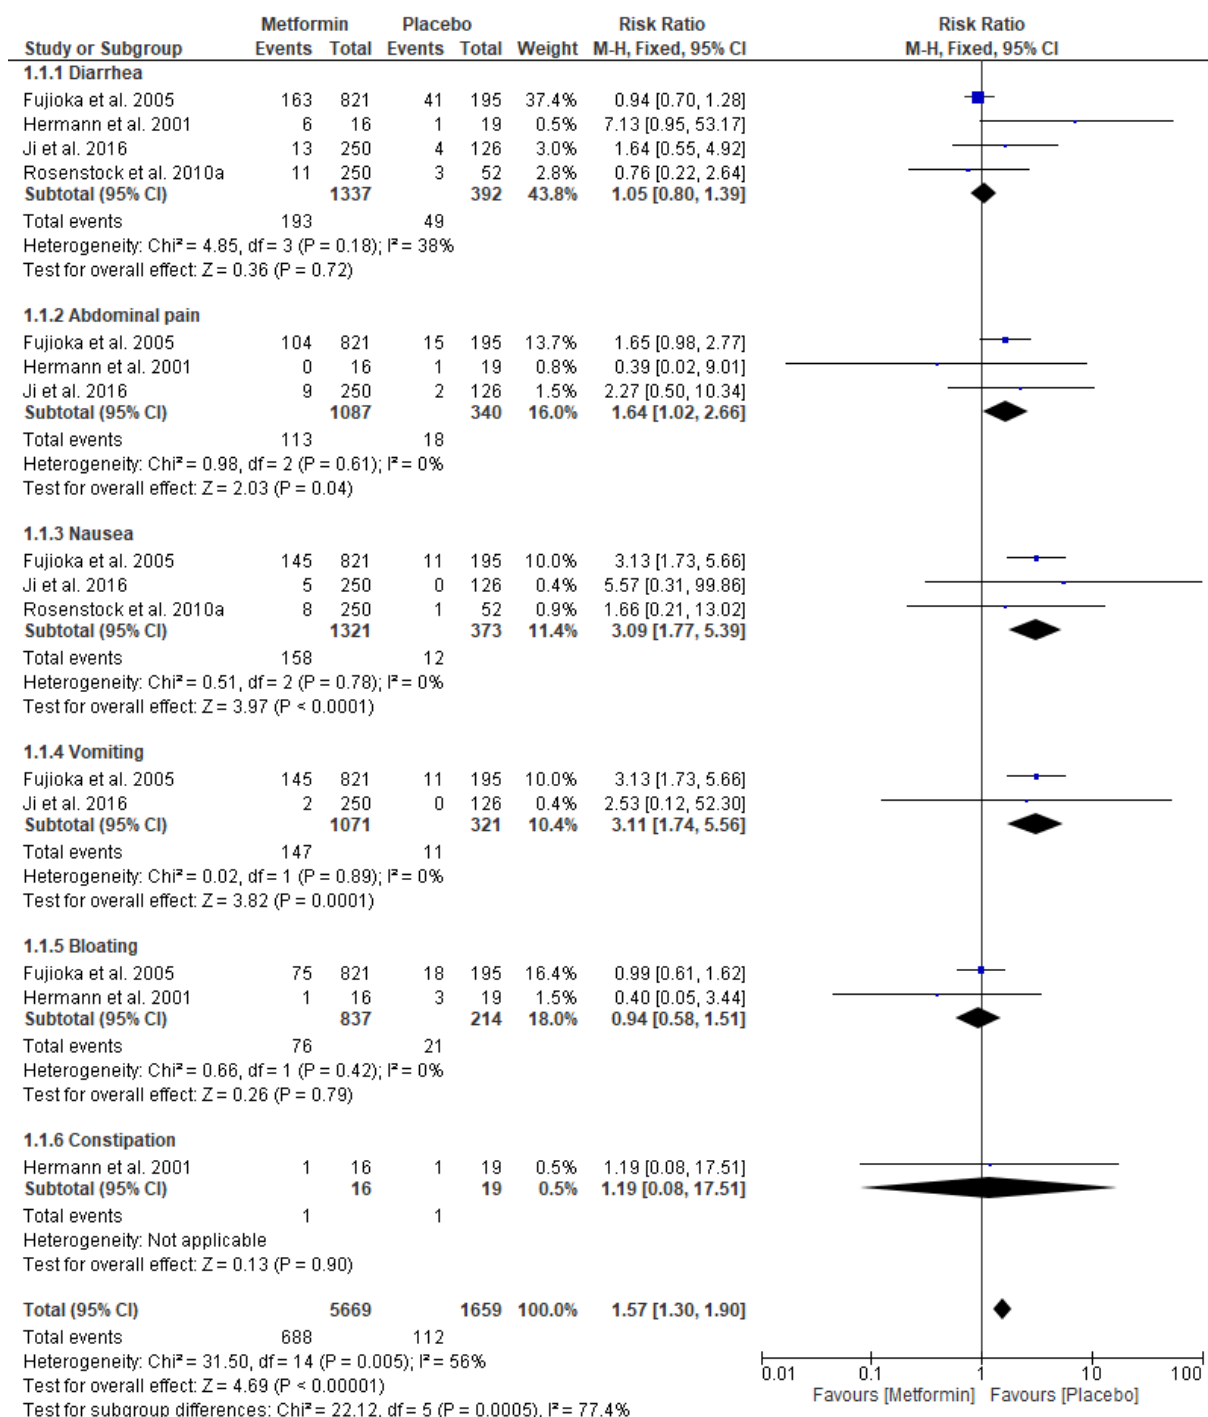 Metformin Placebo Risk Ratio Risk Ratio
Study or Subgroup Events Total Events Total Weight M-H, Fixed, 95% CI M-H, Fixed, 95% CI
1.1.1 Diarrhea
Fujioka et al. 2005 163 821 41 195 37.4% 0.94 [0.70, 1.28]
Hermann et al. 2001 6 16 1 19 0.5% 7.13 [0.95, 53.17]
Ji et al. 2016 13 250 4 126 3.0% 1.64 [0.55, 4.92]
Rosenstock et al. 2010a 11 250 3 52 2.8% 0.76 [0.22, 2.64]
Subtotal (95% CI) 1337 392 43.8% 1.05 [0.80, 1.39]
Total events 193 49
Heterogeneity: Chi² = 4.85, df = 3 (P = 0.18); I² = 38%
Test for overall effect: Z = 0.36 (P = 0.72)
1.1.2 Abdominal pain
Fujioka et al. 2005 104 821 15 195 13.7% 1.65 [0.98, 2.77]
Hermann et al. 2001 0 16 1 19 0.8% 0.39 [0.02, 9.01]
Ji et al. 2016 9 250 2 126 1.5% 2.27 [0.50, 10.34]
Subtotal (95% CI) 1087 340 16.0% 1.64 [1.02, 2.66]
Total events 113 18
Heterogeneity: Chi² = 0.98, df = 2 (P = 0.61); I² = 0%
Test for overall effect: Z = 2.03 (P = 0.04)
1.1.3 Nausea
Fujioka et al. 2005 145 821 11 195 10.0% 3.13 [1.73, 5.66]
Ji et al. 2016 5 250 0 126 0.4% 5.57 [0.31, 99.86]
Rosenstock et al. 2010a 8 250 1 52 0.9% 1.66 [0.21, 13.02]
Subtotal (95% CI) 1321 373 11.4% 3.09 [1.77, 5.39]
Total events 158 12
Heterogeneity: Chi² = 0.51, df = 2 (P = 0.78); I² = 0%
Test for overall effect: Z = 3.97 (P < 0.0001)
1.1.4 Vomiting
Fujioka et al. 2005 145 821 11 195 10.0% 3.13 [1.73, 5.66]
Ji et al. 2016 2 250 0 126 0.4% 2.53 [0.12, 52.30]
Subtotal (95% CI) 1071 321 10.4% 3.11 [1.74, 5.56]
Total events 147 11
Heterogeneity: Chi² = 0.02, df = 1 (P = 0.89); I² = 0%
Test for overall effect: Z = 3.82 (P = 0.0001)
1.1.5 Bloating
Fujioka et al. 2005 75 821 18 195 16.4% 0.99 [0.61, 1.62]
Hermann et al. 2001 1 16 3 19 1.5% 0.40 [0.05, 3.44]
Subtotal (95% CI) 837 214 18.0% 0.94 [0.58, 1.51]
Total events 76 21
Heterogeneity: Chi² = 0.66, df = 1 (P = 0.42); I² = 0%
Test for overall effect: Z = 0.26 (P = 0.79)
1.1.6 Constipation
Hermann et al. 2001 1 16 1 19 0.5% 1.19 [0.08, 17.51]
Subtotal (95% CI) 16 19 0.5% 1.19 [0.08, 17.51]
Total events 1 1
Heterogeneity: Not applicable
Test for overall effect: Z = 0.13 (P = 0.90)
Total (95% CI) 5669 1659 100.0% 1.57 [1.30, 1.90]
Total events 688 112
Heterogeneity: Chi² = 31.50, df = 14 (P = 0.005); I² = 56%
Test for overall effect: Z = 4.69 (P < 0.00001)
Test for subgroup differences: Chi² = 22.12, df = 5 (P = 0.0005), I² = 77.4%
0.01 0.1 1 10 100
Favours [Metformin] Favours [Placebo]